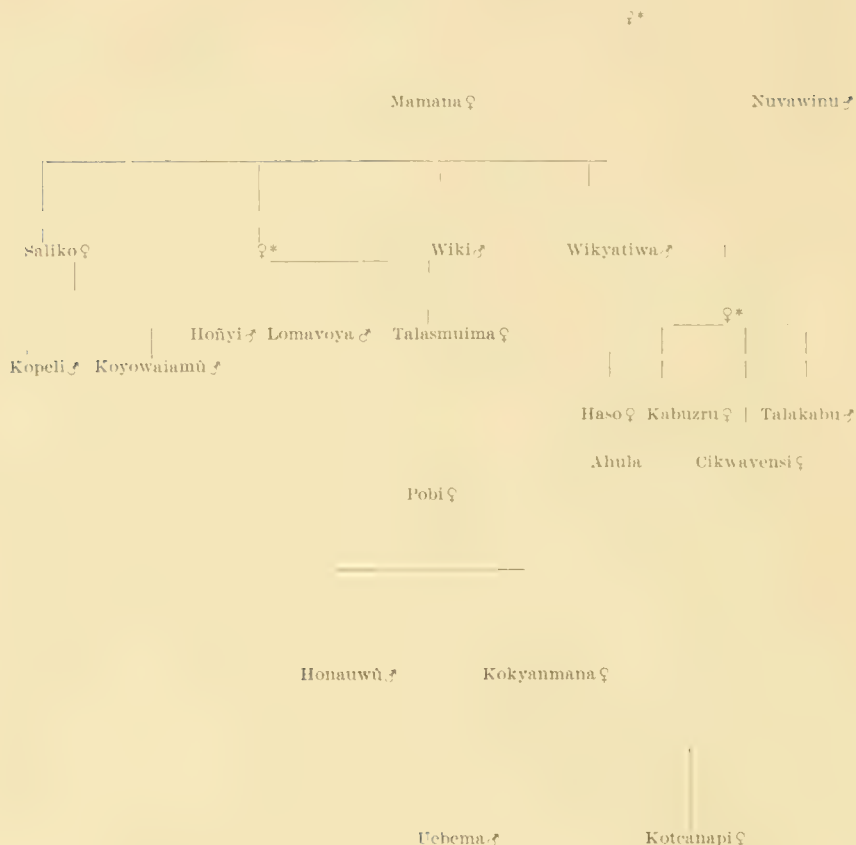 ♀*
Mamana♀ Nuvawinu♂
Saliko♀ ♀* Wiki♂ Wikyatiwa♂
♀*
Hoñyi♂ Lomavoya♂ Talasmuima♀
Kopeli♂ Koyowaiamû♂
Haso♀ Kabuzru♀ Talakabu♂
Ahula Cikwavensi♀
Pobi♀
Honauwû♂ Kokyanmana♀
Uebema♂ Kotcanapi♀